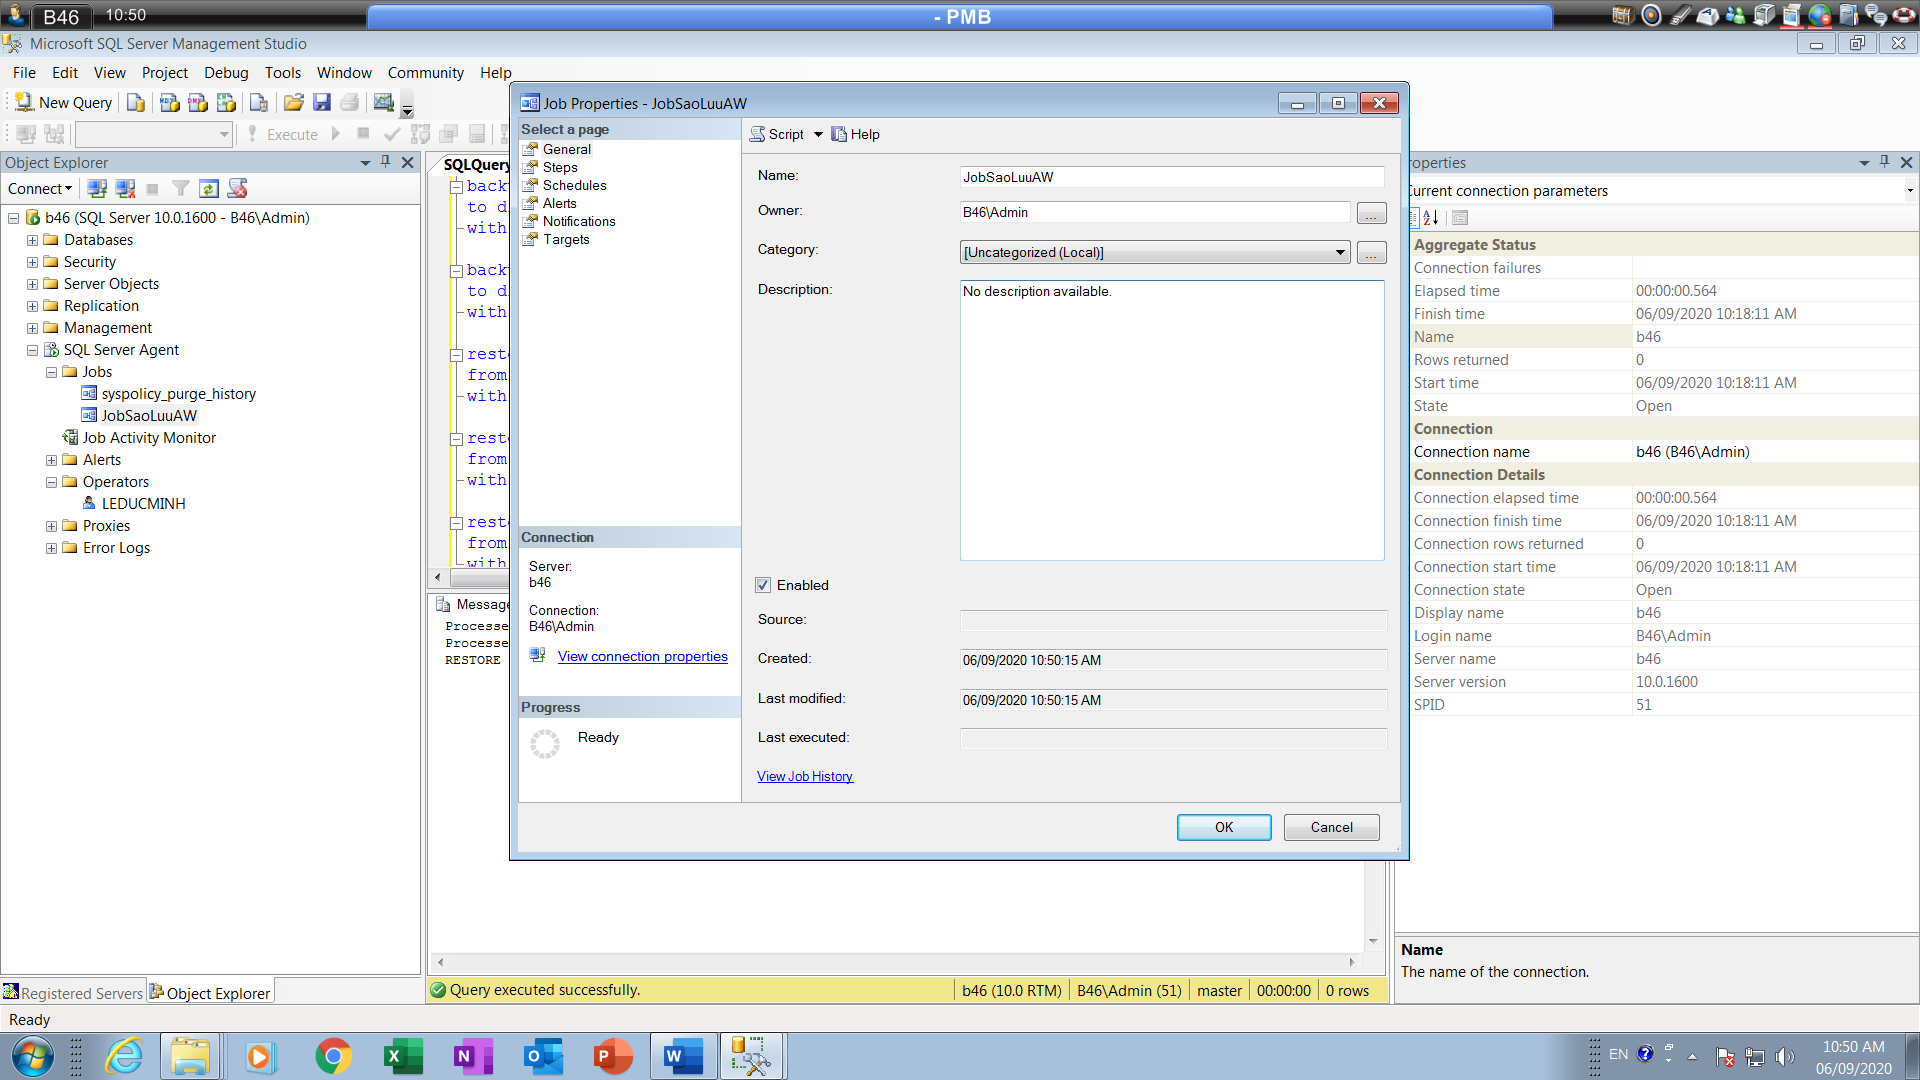 B46
10:50
- PMB
Microsoft SQL Server Management Studio
File Edit View Project Debug Tools Window Community Help
New Query
Execute
Object Explorer
Connect
b46 (SQL Server 10.0.1600 - B46\Admin)
Databases
Security
Server Objects
Replication
Management
SQL Server Agent
Jobs
syspolicy_purge_history
JobSaoLuuAW
Job Activity Monitor
Alerts
Operators
LEDUCMINH
Proxies
Error Logs
Registered Servers
Object Explorer
SQLQuery
to d
with
to d
with
rest
from
with
rest
from
with
rest
from
with
Message
Processe
Processe
RESTORE
Job Properties - JobSaoLuuAW
Select a page
General
Steps
Schedules
Alerts
Notifications
Targets
Connection
Server:
b46
Connection:
B46\Admin
View connection properties
Progress
Ready
Script Help
Name: JobSaoLuuAW
Owner: B46\Admin ...
Category: [Uncategorized (Local)] ...
Description: No description available.
Enabled
Source:
Created: 06/09/2020 10:50:15 AM
Last modified: 06/09/2020 10:50:15 AM
Last executed:
View Job History
OK Cancel
Query executed successfully. b46 (10.0 RTM) B46\Admin (51) master 00:00:00 0 rows
roperties
urrent connection parameters
Aggregate Status
Connection failures
Elapsed time 00:00:00.564
Finish time 06/09/2020 10:18:11 AM
Name b46
Rows returned 0
Start time 06/09/2020 10:18:11 AM
State Open
Connection
Connection name b46 (B46\Admin)
Connection Details
Connection elapsed time 00:00:00.564
Connection finish time 06/09/2020 10:18:11 AM
Connection rows returned 0
Connection start time 06/09/2020 10:18:11 AM
Connection state Open
Display name b46
Login name B46\Admin
Server name b46
Server version 10.0.1600
SPID 51
Name
The name of the connection.
Ready
EN
10:50 AM
06/09/2020